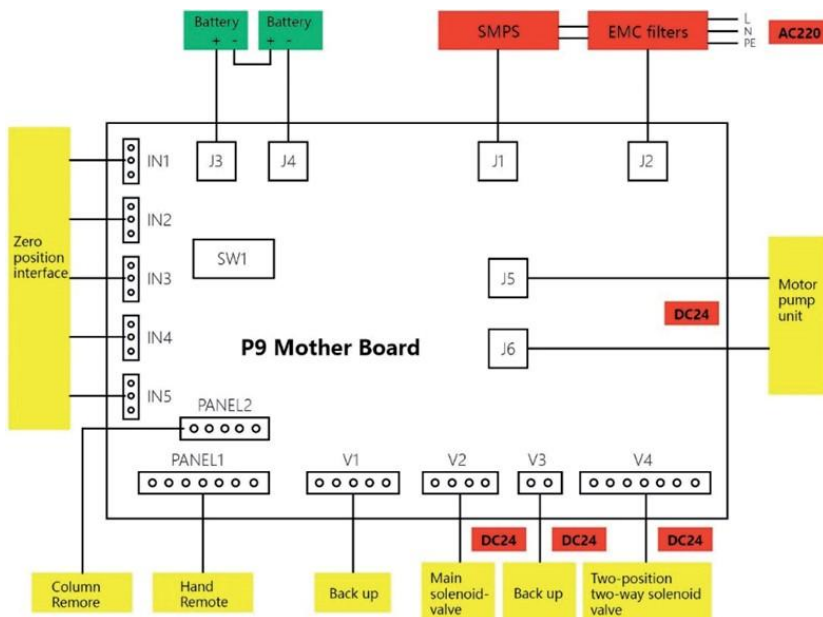 Battery
+ -
Battery
+ -
SMPS
EMC filters
L
N
PE
AC220
IN1
J3
J4
J1
J2
IN2
Zero
position
interface
IN3
SW1
J5
Motor
pump
unit
DC24
IN4
P9 Mother Board
J6
IN5
PANEL2
PANEL1
V1
V2
V3
V4
DC24
DC24
DC24
Column
Remore
Hand
Remote
Back up
Main
solenoid-
valve
Back up
Two-position
two-way solenoid
valve